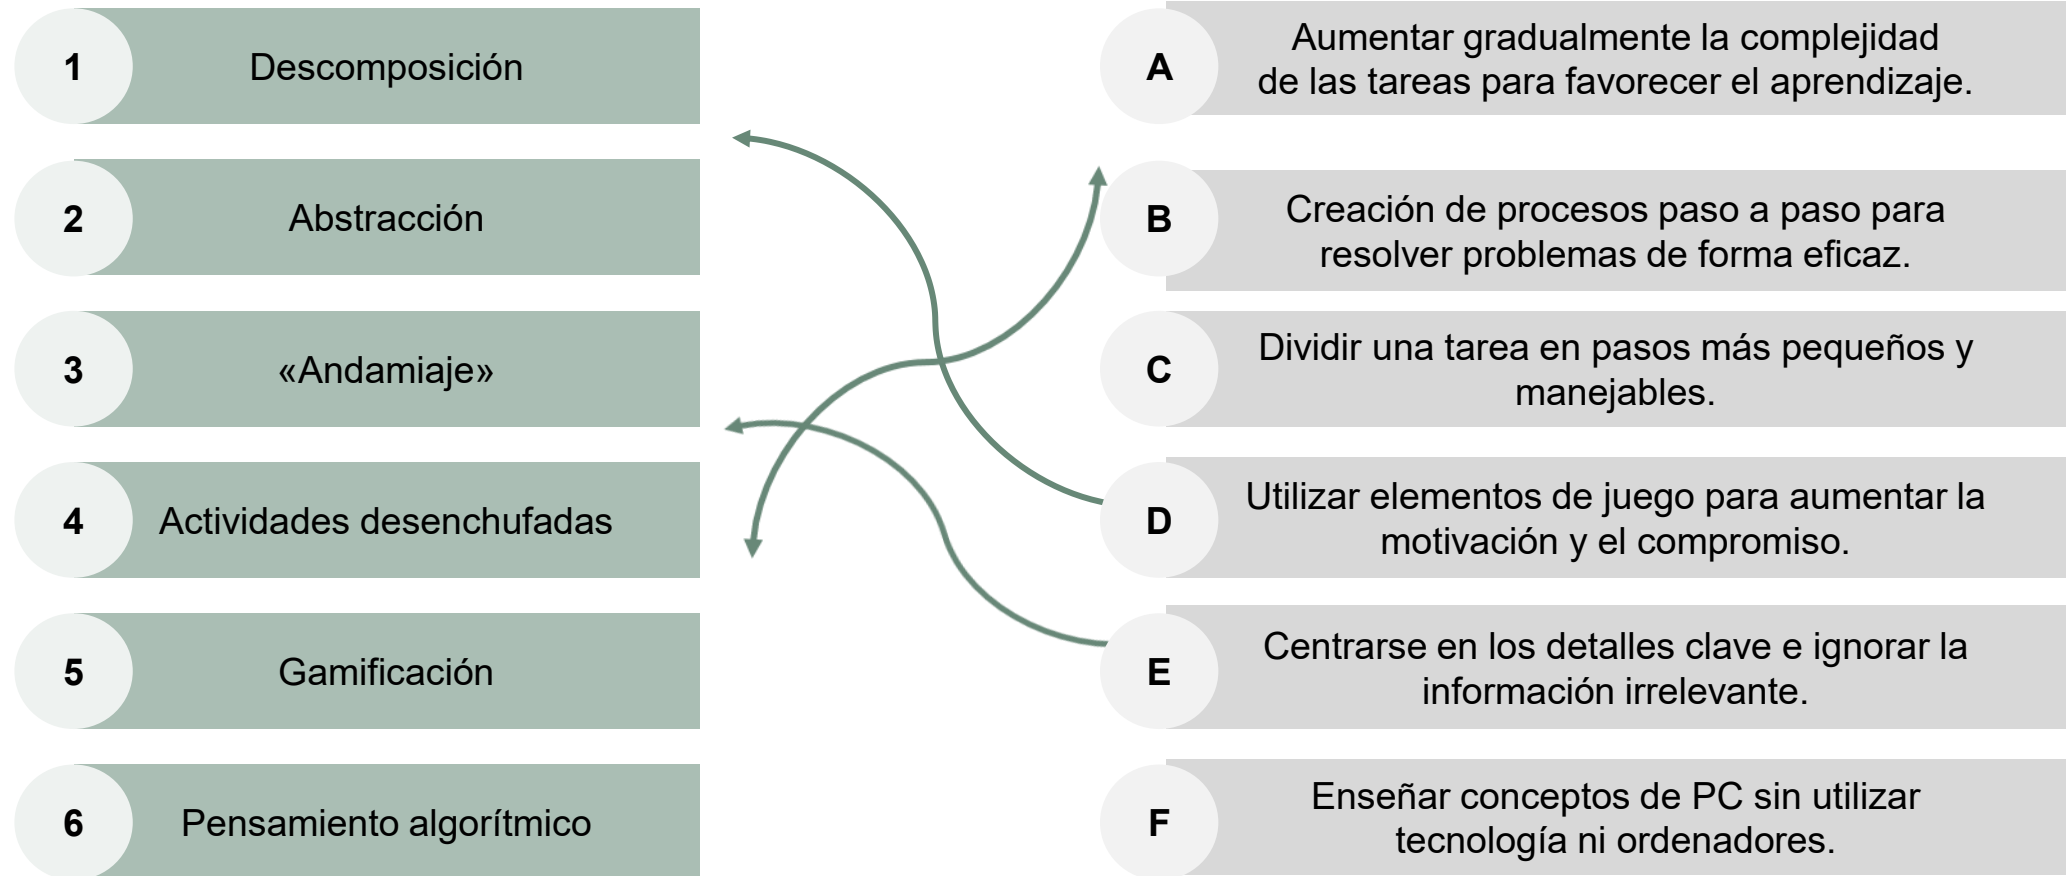 1
Descomposición
A
Aumentar gradualmente la complejidad
de las tareas para favorecer el aprendizaje.
2
Abstracción
B
Creación de procesos paso a paso para
resolver problemas de forma eficaz.
3
«Andamiaje»
C
Dividir una tarea en pasos más pequeños y
manejables.
4
Actividades desenchufadas
D
Utilizar elementos de juego para aumentar la
motivación y el compromiso.
5
Gamificación
E
Centrarse en los detalles clave e ignorar la
información irrelevante.
6
Pensamiento algorítmico
F
Enseñar conceptos de PC sin utilizar
tecnología ni ordenadores.